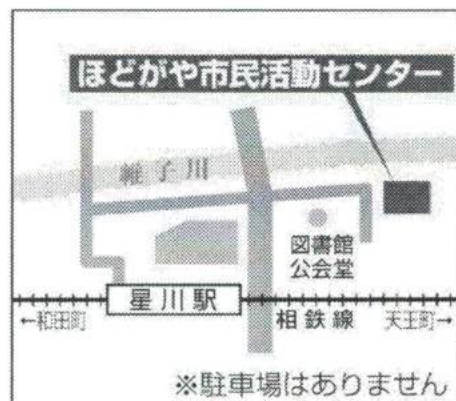 ほどがや市民活動センター
帷子川
図書館
公会堂
星川駅
←和田町
相鉄線
天王町→
※駐車場はありません